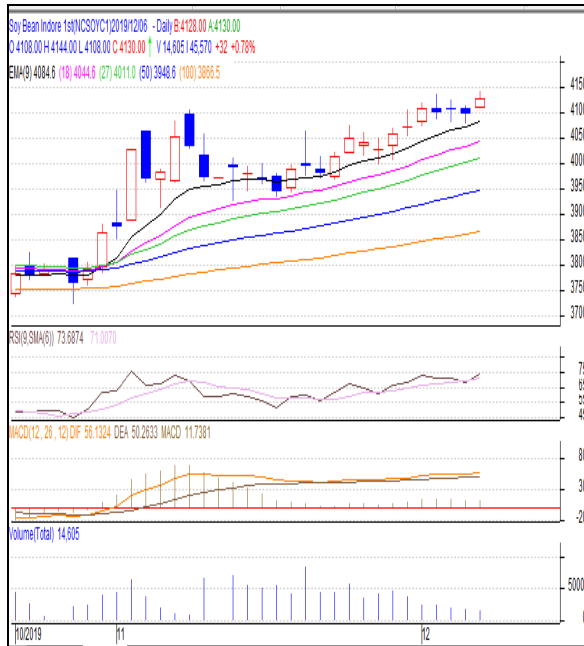 Soy Bean Indore 1st(NCSOYC1)2019/12/06 - Daily B:4128.00 A:4130.00
O 4108.00 H 4144.00 L 4108.00 C 4130.00 ↑ V 14,605 | 45,570 +32 +0.78%
EMA(9) 4084.6 (18) 4044.6 (27) 4011.0 (50) 3948.6 (100) 3866.5
4150
4100
4050
4000
3950
3900
3850
3800
3750
3700
RSI(9,SMA(6)) 73.6874 71.0070
MACD(12, 26, 12) DIF 56.1324 DEA 50.2633 MACD 11.7381
Volume(Total) 14,605
10/2019 11 12